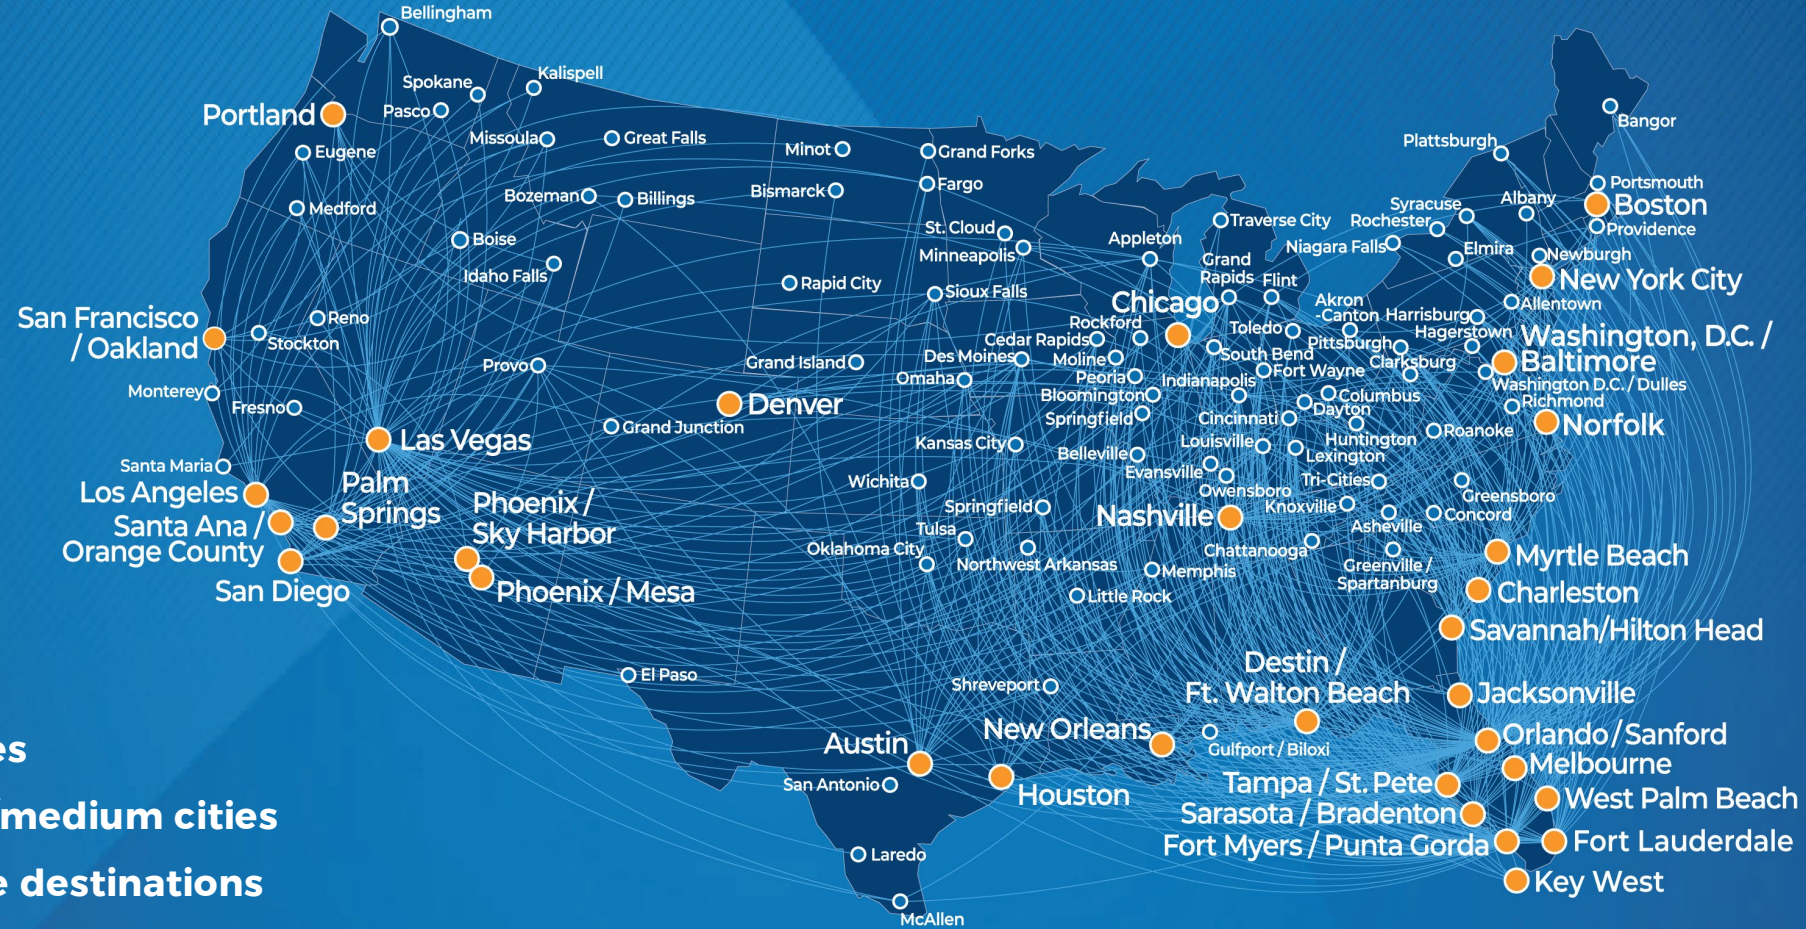 Bellingham
Kalispell
Spokane
Pasco
Portland
Missoula
Great Falls
Eugene
Minot
Grand Forks
Bozeman
Billings
Bismarck
Fargo
Medford
Boise
Idaho Falls
St. Cloud
Minneapolis
Rapid City
Sioux Falls
San Francisco
/ Oakland
Reno
Stockton
Provo
Grand Island
Monterey
Fresno
Denver
Grand Junction
Las Vegas
Santa Maria
Los Angeles
Palm
Springs
Santa Ana /
Orange County
San Diego
Phoenix /
Sky Harbor
Phoenix / Mesa
El Paso
Bangor
Plattsburgh
Portsmouth
Boston
Providence
Albany
Syracuse
Rochester
Niagara Falls
Elmira
Newburgh
New York City
Allentown
Traverse City
Appleton
Grand
Rapids
Flint
Chicago
Rockford
Cedar Rapids
Des Moines
Moline
Omaha
Peoria
Bloomington
Springfield
Toledo
South Bend
Fort Wayne
Indianapolis
Akron
-Canton
Harrisburg
Hagerstown
Pittsburgh
Clarksburg
Washington, D.C. /
Baltimore
Washington D.C. / Dulles
Richmond
Norfolk
Columbus
Dayton
Cincinnati
Huntington
Roanoke
Louisville
Lexington
Kansas City
Belleville
Evansville
Owensboro
Wichita
Springfield
Tulsa
Oklahoma City
Northwest Arkansas
Nashville
Knoxville
Tri-Cities
Greensboro
Asheville
Concord
Chattanooga
Greenville /
Spartanburg
Memphis
Little Rock
Myrtle Beach
Charleston
Savannah/Hilton Head
Shreveport
Destin /
Ft. Walton Beach
Jacksonville
New Orleans
Gulfport / Biloxi
Austin
San Antonio
Houston
Orlando / Sanford
Melbourne
Tampa / St. Pete
West Palm Beach
Sarasota / Bradenton
Fort Myers / Punta Gorda
Fort Lauderdale
Key West
Laredo
McAllen
es
/medium cities
e destinations